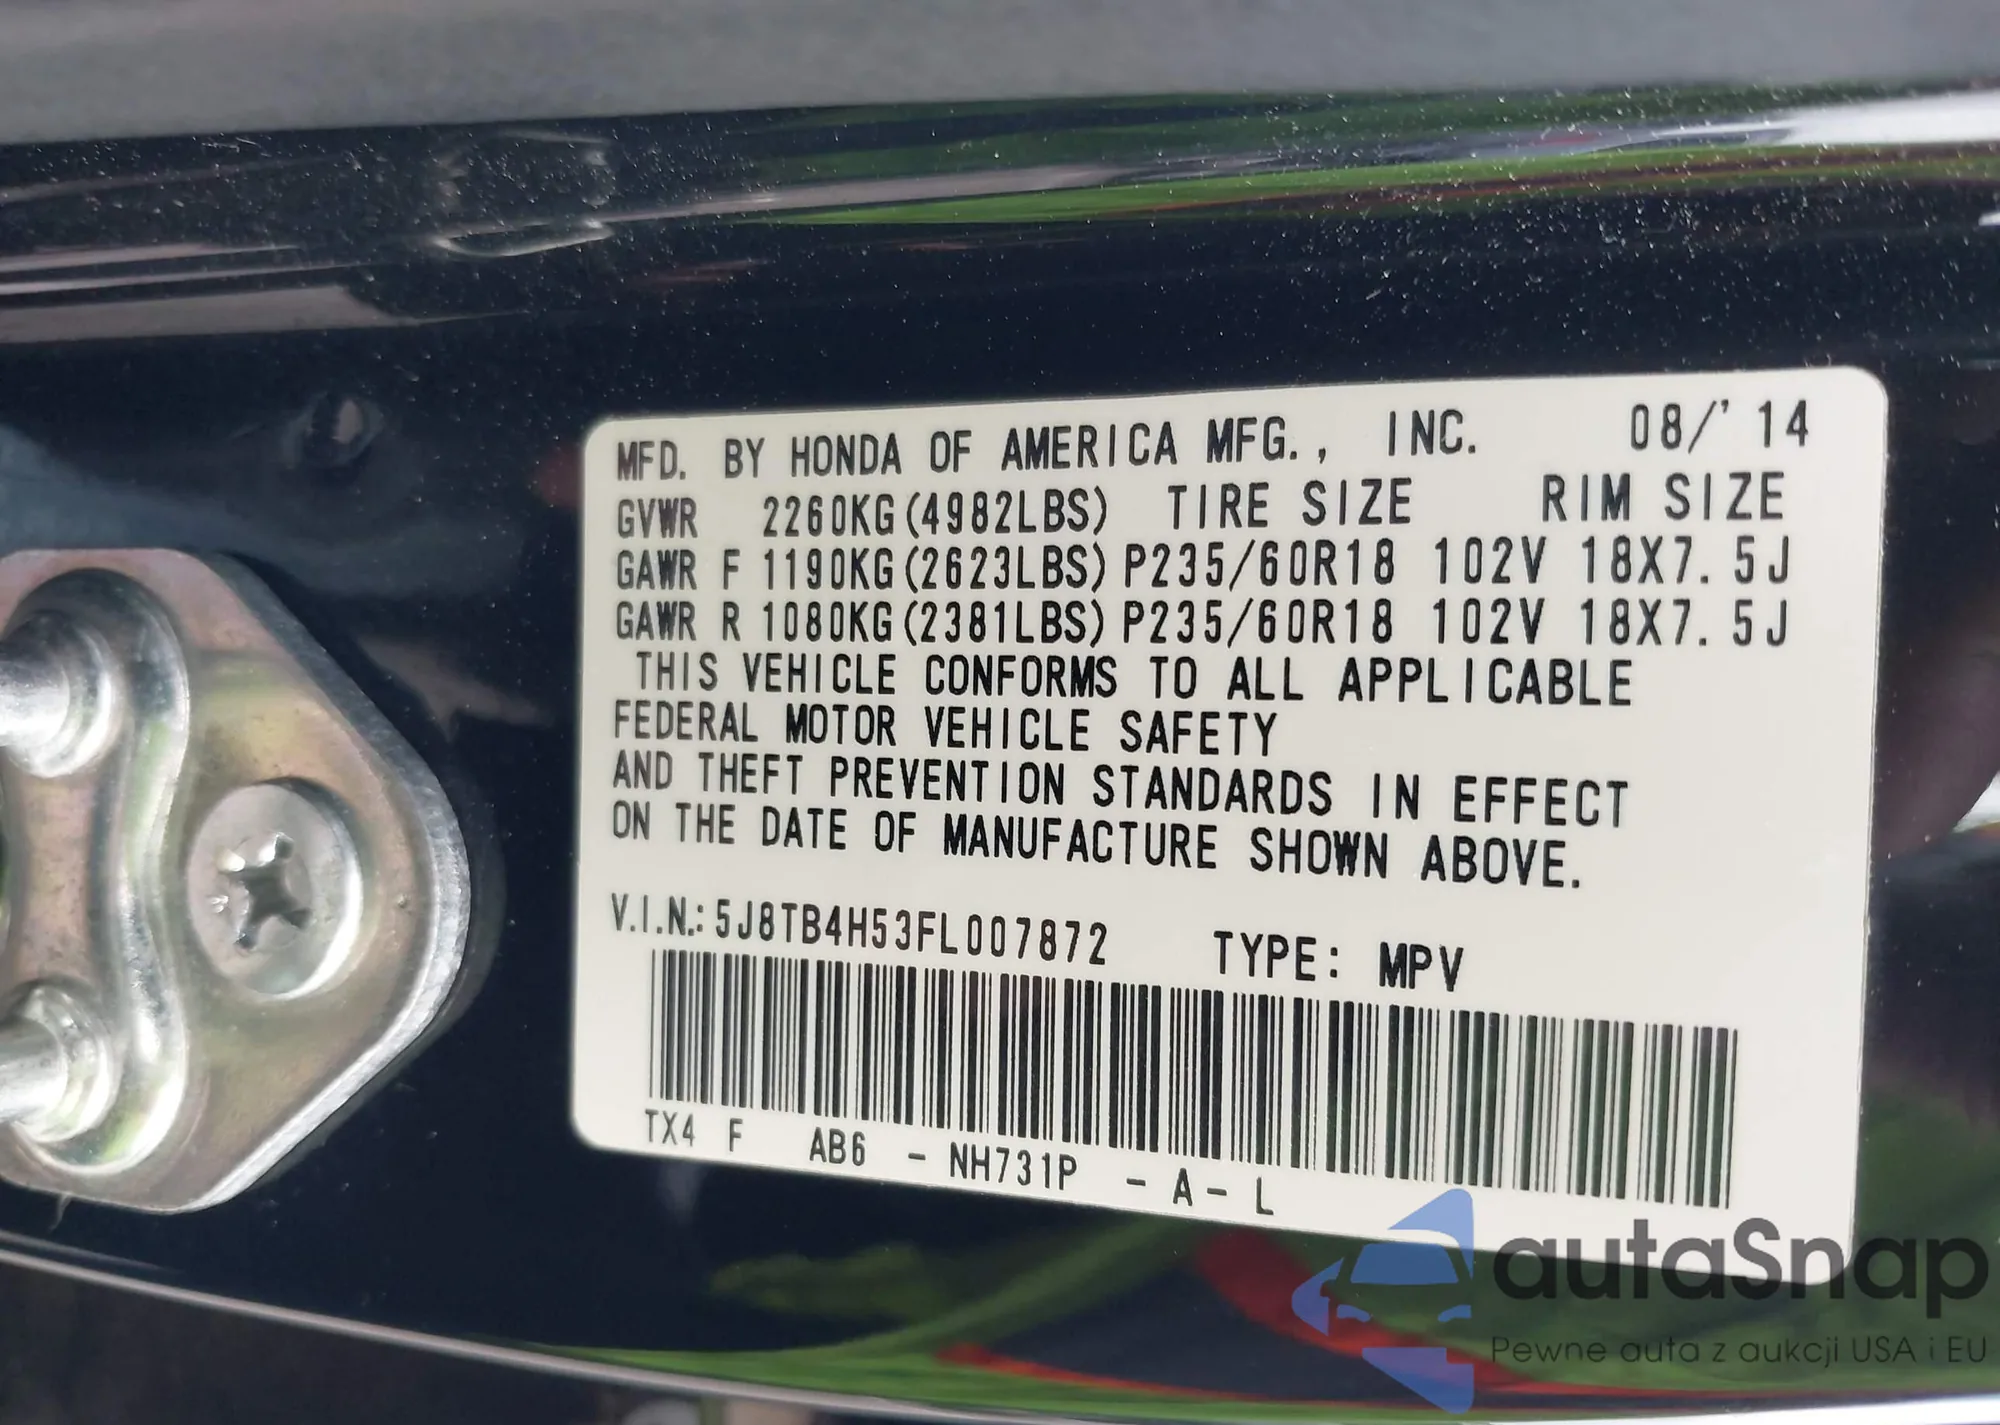 MFD. BY HONDA OF AMERICA MFG., INC. 08/'14
GVWR 2260KG(4982LBS) TIRE SIZE RIM SIZE
GAWR F 1190KG(2623LBS) P235/60R18 102V 18X7.5J
GAWR R 1080KG(2381LBS) P235/60R18 102V 18X7.5J
THIS VEHICLE CONFORMS TO ALL APPLICABLE
FEDERAL MOTOR VEHICLE SAFETY
AND THEFT PREVENTION STANDARDS IN EFFECT
ON THE DATE OF MANUFACTURE SHOWN ABOVE.
V.I.N.: 5J8TB4H53FL007872 TYPE: MPV
TX4 F AB6 - NH731P - A - L
autaSnap
Pewne auta z aukcji USA i EU